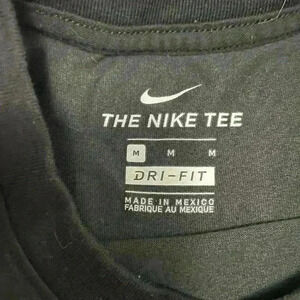 THE NIKE TEE
M M M
DRI-FIT
MADE IN MEXICO
FABRIQUE AU MEXIQUE